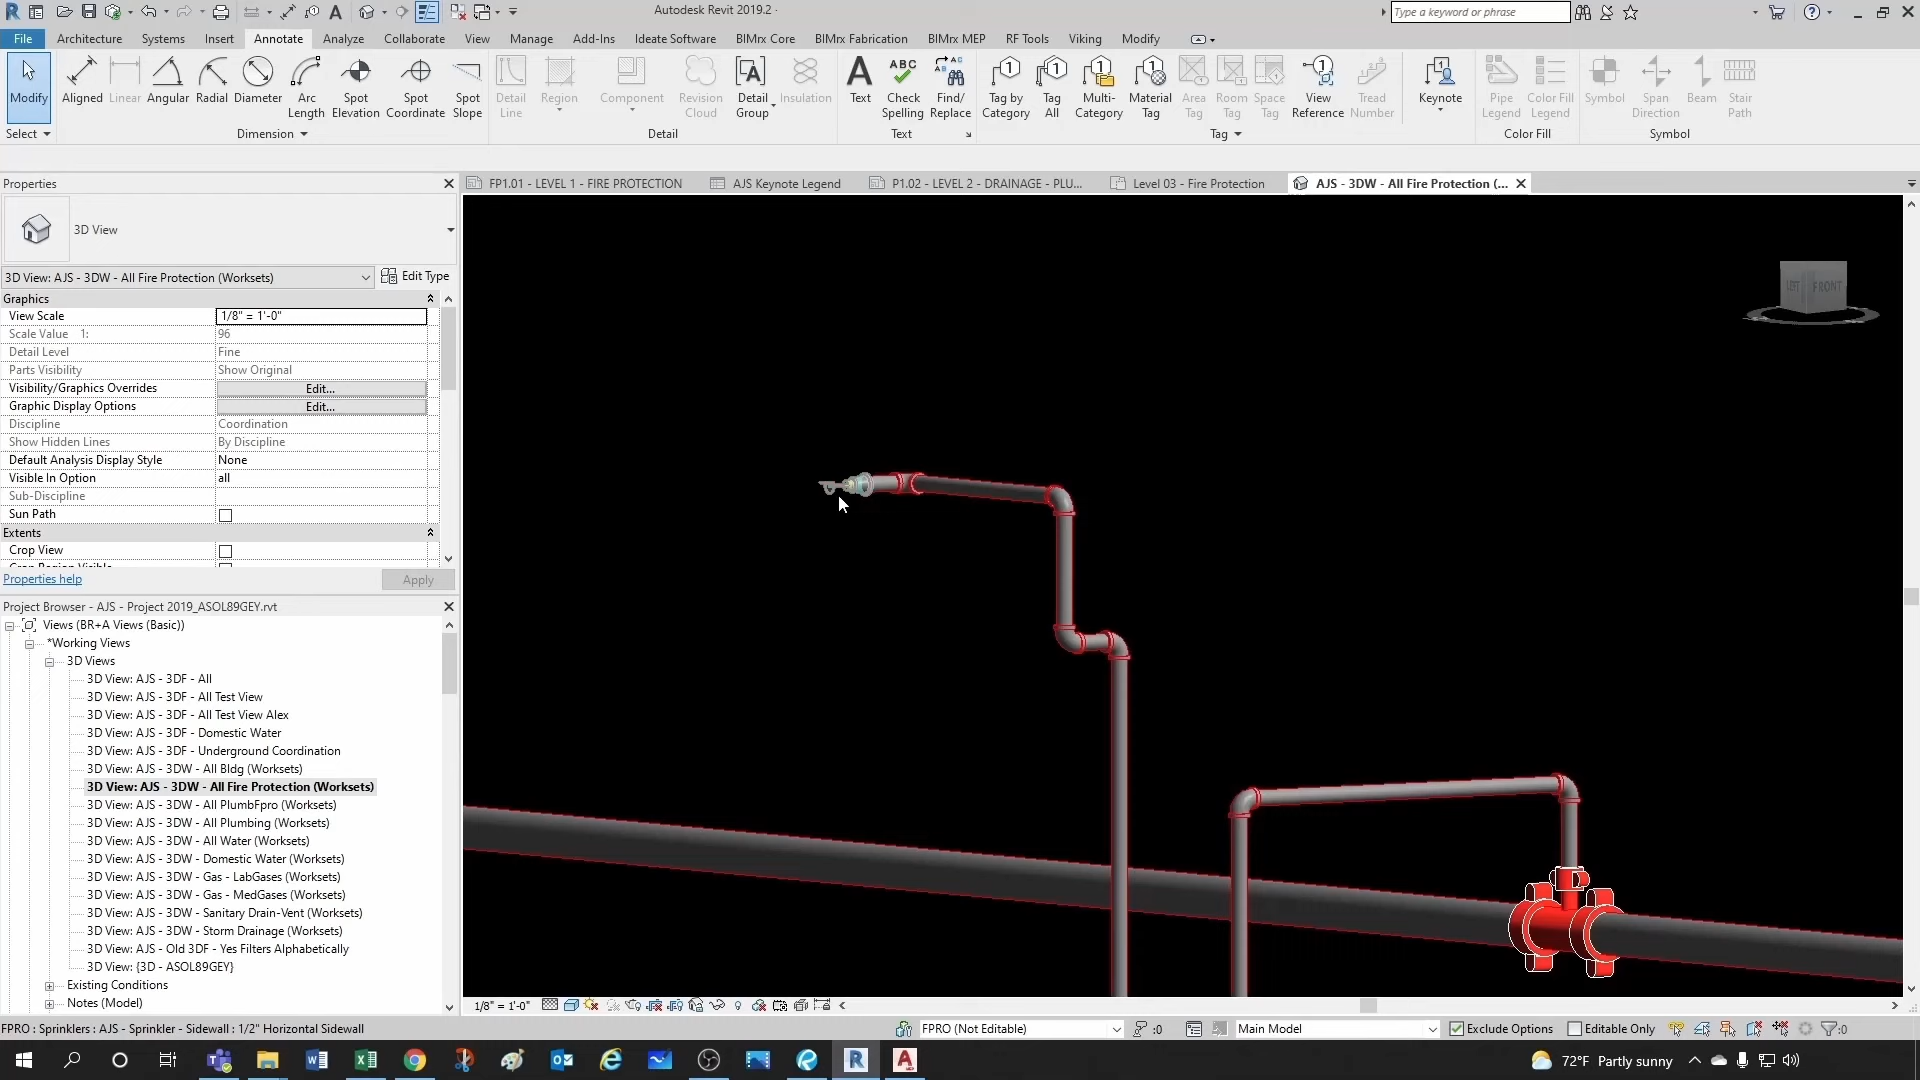 Autodesk Revit 2019.2 -
Type a keyword or phrase
File Architecture Systems Insert Annotate Analyze Collaborate View Manage Add-Ins Ideate Software BIMrx Core BIMrx Fabrication BIMrx MEP RF Tools Viking Modify
Modify Aligned Linear Angular Radial Diameter Arc Length Spot Elevation Spot Coordinate Spot Slope Detail Line Region Component Revision Cloud Detail Group Insulation Text Check Spelling Find/ Replace Tag by Category Tag All Multi- Category Material Tag Area Tag Room Tag Space Tag View Reference Tread Number Keynote Pipe Legend Color Fill Legend Symbol Span Direction Beam Stair Path
Select Dimension Detail Text Tag Color Fill Symbol
Properties
FP1.01 - LEVEL 1 - FIRE PROTECTION AJS Keynote Legend P1.02 - LEVEL 2 - DRAINAGE - PLU... Level 03 - Fire Protection AJS - 3DW - All Fire Protection (...
3D View
3D View: AJS - 3DW - All Fire Protection (Worksets) Edit Type
Graphics
View Scale 1/8" = 1'-0"
Scale Value 1: 96
Detail Level Fine
Parts Visibility Show Original
Visibility/Graphics Overrides Edit...
Graphic Display Options Edit...
Discipline Coordination
Show Hidden Lines By Discipline
Default Analysis Display Style None
Visible In Option all
Sub-Discipline
Sun Path
Extents
Crop View
Crop Region Visible
Properties help Apply
LEFT FRONT
Project Browser - AJS - Project 2019_ASOL89GEY.rvt
Views (BR+A Views (Basic))
*Working Views
3D Views
3D View: AJS - 3DF - All
3D View: AJS - 3DF - All Test View
3D View: AJS - 3DF - All Test View Alex
3D View: AJS - 3DF - Domestic Water
3D View: AJS - 3DF - Underground Coordination
3D View: AJS - 3DW - All Bldg (Worksets)
3D View: AJS - 3DW - All Fire Protection (Worksets)
3D View: AJS - 3DW - All PlumbFpro (Worksets)
3D View: AJS - 3DW - All Plumbing (Worksets)
3D View: AJS - 3DW - All Water (Worksets)
3D View: AJS - 3DW - Domestic Water (Worksets)
3D View: AJS - 3DW - Gas - LabGases (Worksets)
3D View: AJS - 3DW - Gas - MedGases (Worksets)
3D View: AJS - 3DW - Sanitary Drain-Vent (Worksets)
3D View: AJS - 3DW - Storm Drainage (Worksets)
3D View: AJS - Old 3DF - Yes Filters Alphabetically
3D View: {3D - ASOL89GEY}
Existing Conditions
Notes (Model)
1/8" = 1'-0"
FPRO : Sprinklers : AJS - Sprinkler - Sidewall : 1/2" Horizontal Sidewall FPRO (Not Editable) :0 Main Model Exclude Options Editable Only :0
72°F Partly sunny